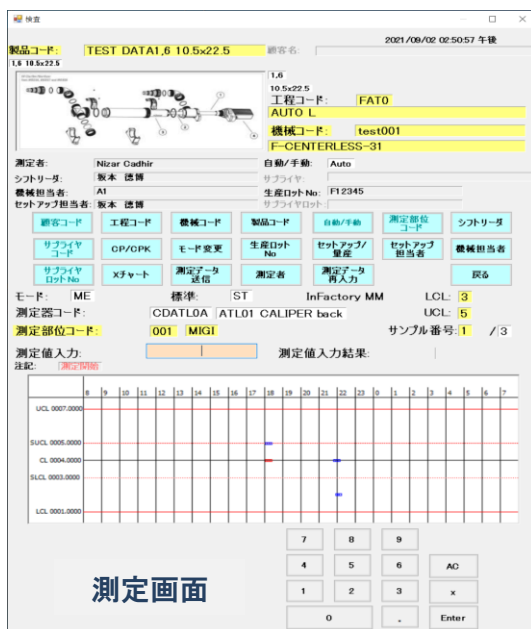 検査
2021/09/02 02:50:57 午後
製品コード: TEST DATA1,6 10.5x22.5 顧客名:
1,6 10.5x22.5
1,6
10.5x22.5
工程コード: FAT0
AUTO L
機械コード: test001
F-CENTERLESS-31
測定者: Nizar Cadhir 自動/手動: Auto
シフトリーダ: 坂本 徳博 サプライヤ:
機械担当者: A1 生産ロットNo: F12345
セットアップ担当者: 坂本 徳博 サプライヤロット:
顧客コード 工程コード 機械コード 製品コード 自動/手動 測定部位コード シフトリーダ
サプライヤコード CP/CPK モード変更 生産ロットNo セットアップ/量産 セットアップ担当者 機械担当者
サプライヤロットNo Xチャート 測定データ送信 測定者 測定データ再入力 戻る
モード: ME 標準: ST InFactory MM LCL: 3
測定器コード: CDATL0A ATL01 CALIPER back UCL: 5
測定部位コード: 001 MIGI サンプル番号: 1 / 3
測定値入力: 測定値入力結果:
注記: 測定開始
8 9 10 11 12 13 14 15 16 17 18 19 20 21 22 23 0 1 2 3 4 5 6 7
UCL 0007.0000
SUCL 0005.0000
CL 0004.0000
SLCL 0003.0000
LCL 0001.0000
7 8 9
4 5 6 AC
1 2 3 x
0 . Enter
測定画面